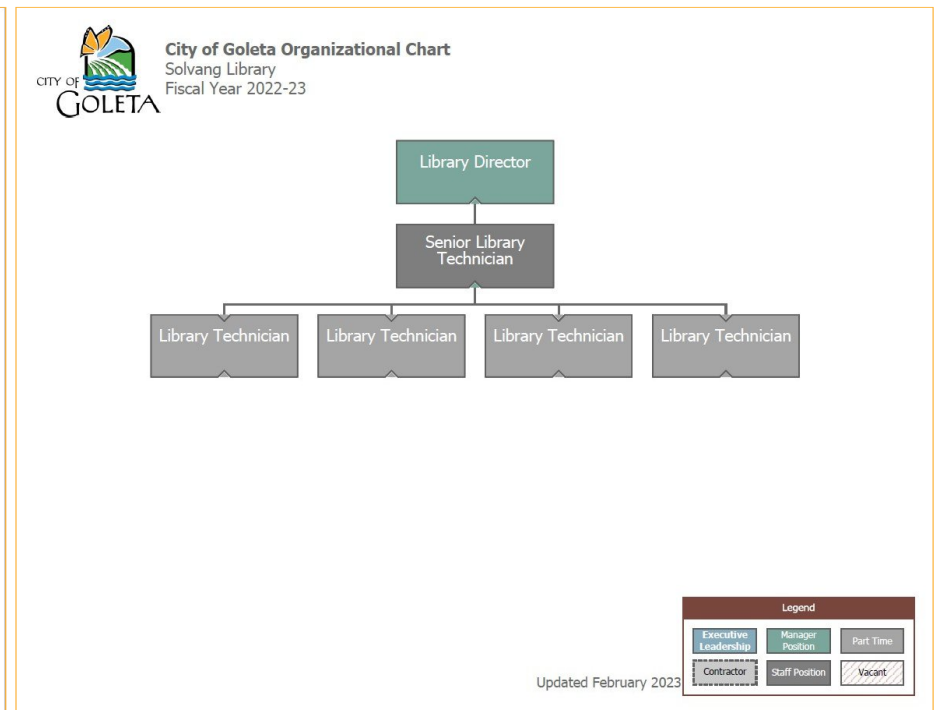 City of Goleta Organizational Chart
Solvang Library
Fiscal Year 2022-23
CITY OF
GOLETA
Library Director
Senior Library
Technician
Library Technician
Library Technician
Library Technician
Library Technician
Legend
Executive
Leadership
Manager
Position
Part Time
Contractor
Staff Position
Vacant
Updated February 2023